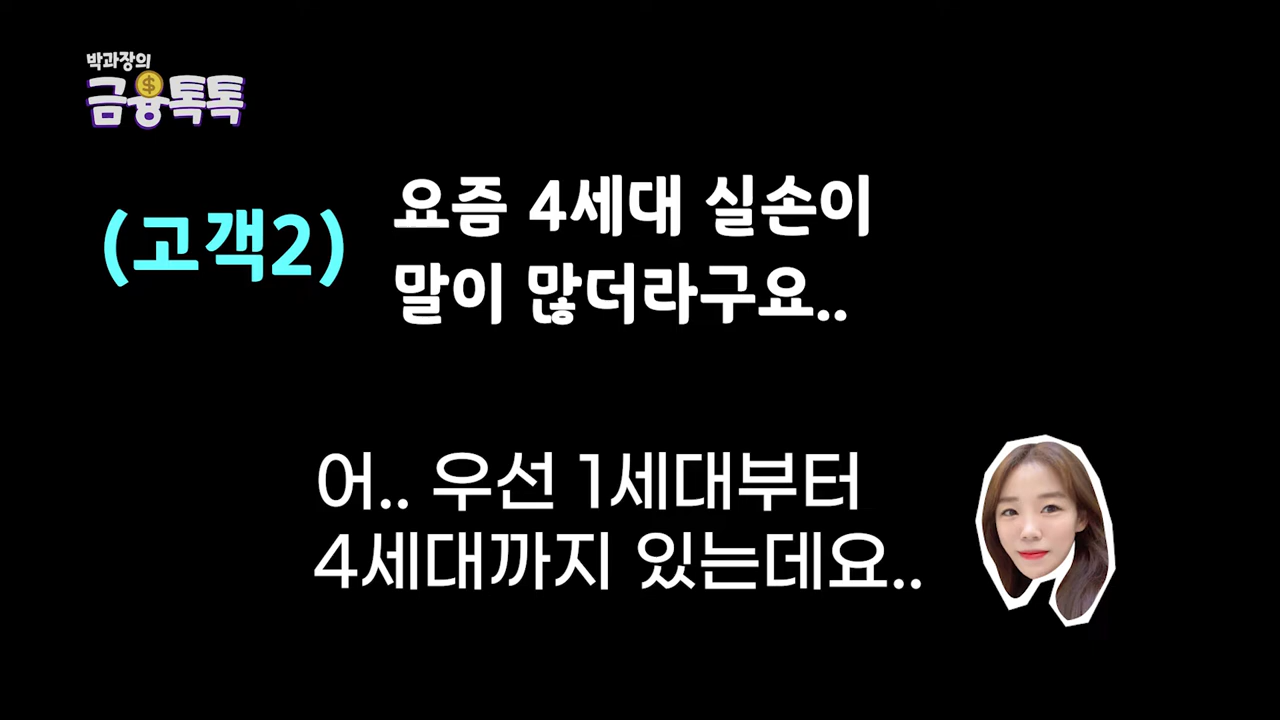 박과장의
금융톡톡
(고객2)
요즘 4세대 실손이
말이 많더라구요..
어.. 우선 1세대부터
4세대까지 있는데요..